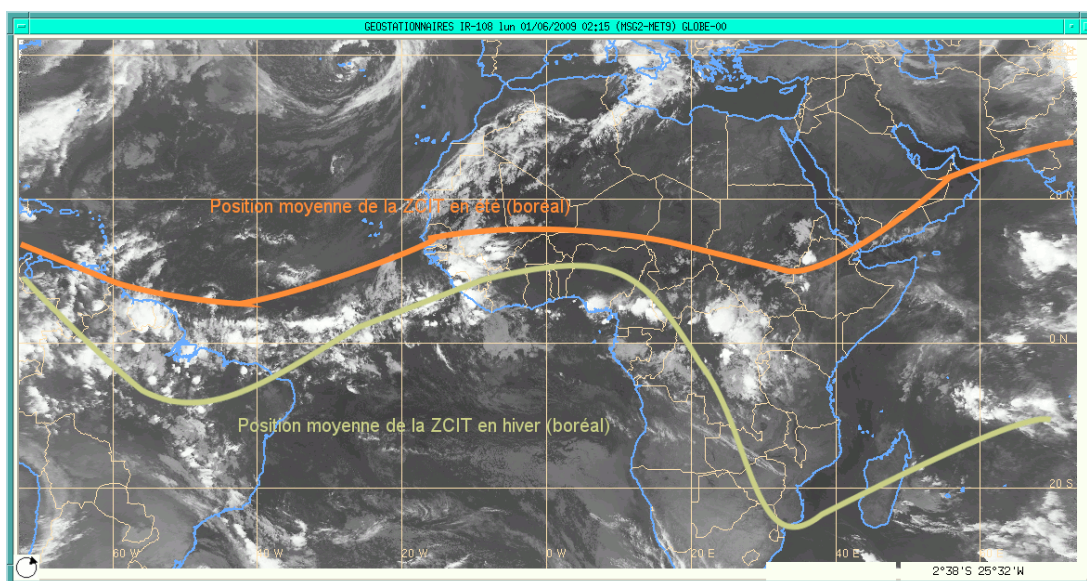 GEOSTATIONNAIRES IR-108 lun 01/06/2009 02:15 (MSG2-MET9) GLOBE-00
20 N
Position moyenne de la ZCIT en été (boréal)
0 N
Position moyenne de la ZCIT en hiver (boréal)
20 S
60 W
40 W
20 W
0 W
20 E
40 E
2°38'S 25°32'W